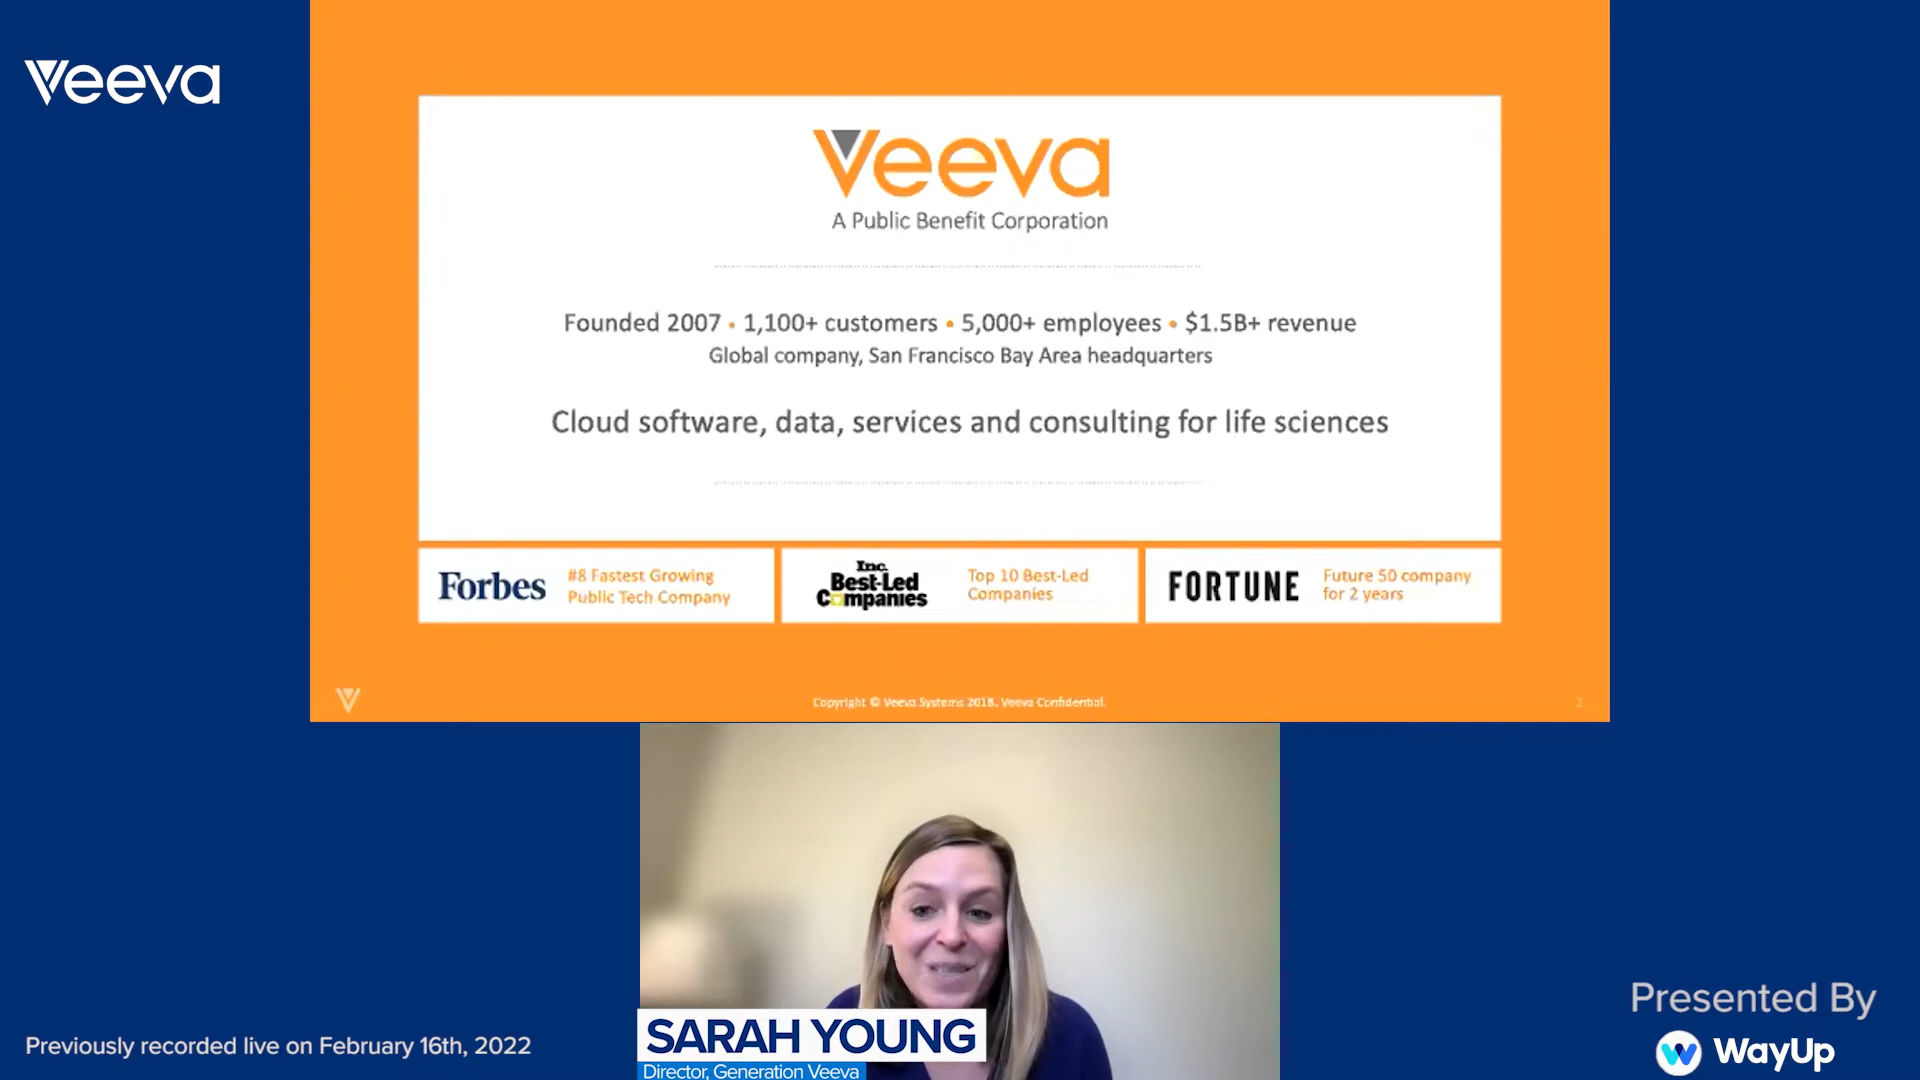 Veeva
Veeva
A Public Benefit Corporation
Founded 2007 • 1,100+ customers • 5,000+ employees • $1.5B+ revenue
Global company, San Francisco Bay Area headquarters
Cloud software, data, services and consulting for life sciences
Forbes
#8 Fastest Growing
Public Tech Company
Inc.
Best-Led
Companies
Top 10 Best-Led
Companies
FORTUNE
Future 50 company
for 2 years
Copyright © Veeva Systems 2018. Veeva Confidential.
2
SARAH YOUNG
Director, Generation Veeva
Previously recorded live on February 16th, 2022
Presented By
WayUp